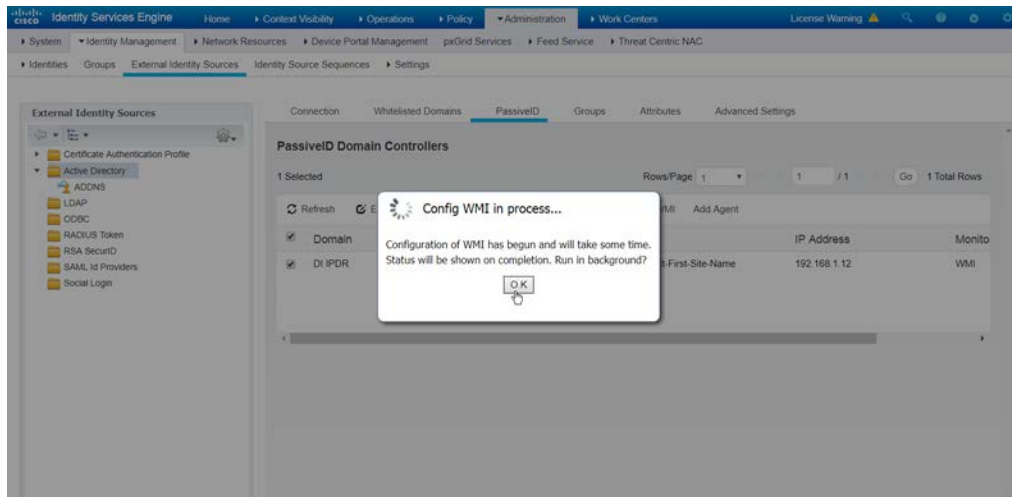 cisco Identity Services Engine Home Context Visibility Operations Policy Administration Work Centers License Warning
System Identity Management Network Resources Device Portal Management pxGrid Services Feed Service Threat Centric NAC
Identities Groups External Identity Sources Identity Source Sequences Settings
External Identity Sources
Certificate Authentication Profile
Active Directory
ADDNS
LDAP
ODBC
RADIUS Token
RSA SecurID
SAML Id Providers
Social Login
Connection Whitelisted Domains PassiveID Groups Attributes Advanced Settings
PassiveID Domain Controllers
1 Selected Rows/Page 1 1 / 1 Go 1 Total Rows
Refresh Add Agent
Domain IP Address Monito
t-First-Site-Name 192.168.1.12 WMI
Config WMI in process...
Configuration of WMI has begun and will take some time.
Status will be shown on completion. Run in background?
OK